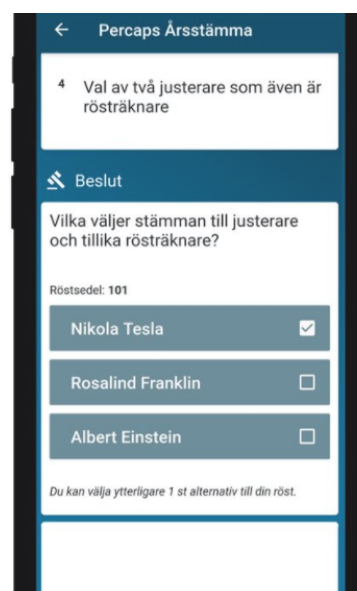 Percaps Årsstämma
4 Val av två justerare som även är
rösträknare
Beslut
Vilka väljer stämman till justerare
och tillika rösträknare?
Röstsedel: 101
Nikola Tesla
Rosalind Franklin
Albert Einstein
Du kan välja ytterligare 1 st alternativ till din röst.